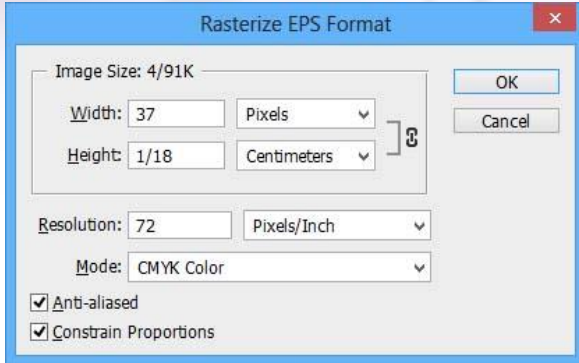 Rasterize EPS Format
Image Size: 4/91K
OK
Width: 37 Pixels
Cancel
Height: 1/18 Centimeters
Resolution: 72 Pixels/Inch
Mode: CMYK Color
Anti-aliased
Constrain Proportions